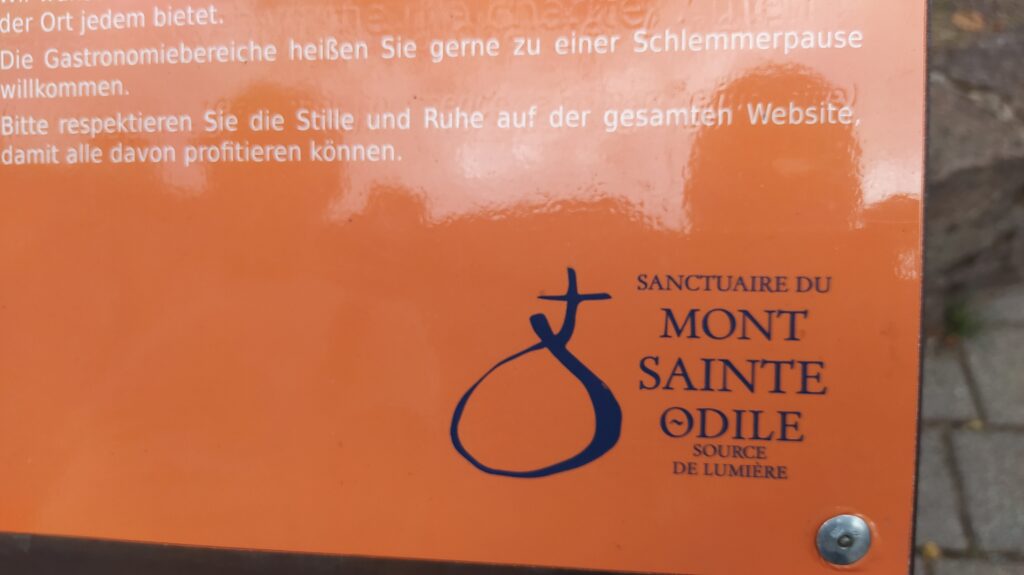 der Ort jedem bietet.
Die Gastronomiebereiche heißen Sie gerne zu einer Schlemmerpause
willkommen.
Bitte respektieren Sie die Stille und Ruhe auf der gesamten Website,
damit alle davon profitieren können.
SANCTUAIRE DU
MONT
SAINTE
ODILE
SOURCE
DE LUMIÈRE